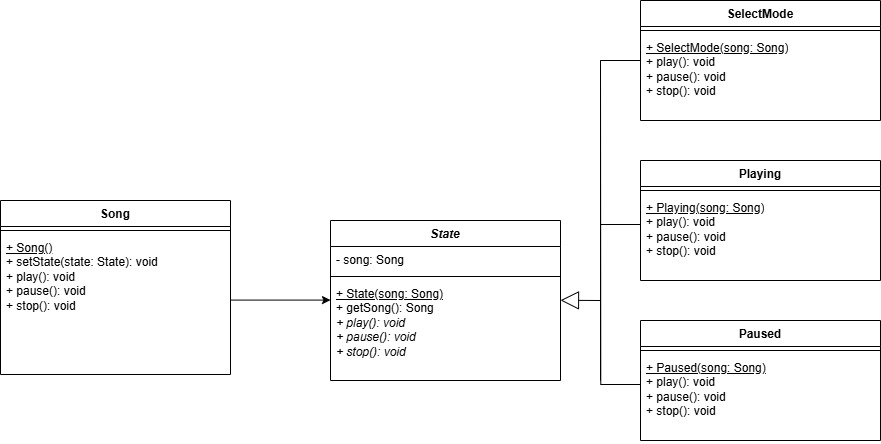 Song
+ Song()
+ setState(state: State): void
+ play(): void
+ pause(): void
+ stop(): void
State
- song: Song
+ State(song: Song)
+ getSong(): Song
+ play(): void
+ pause(): void
+ stop(): void
SelectMode
+ SelectMode(song: Song)
+ play(): void
+ pause(): void
+ stop(): void
Playing
+ Playing(song: Song)
+ play(): void
+ pause(): void
+ stop(): void
Paused
+ Paused(song: Song)
+ play(): void
+ pause(): void
+ stop(): void